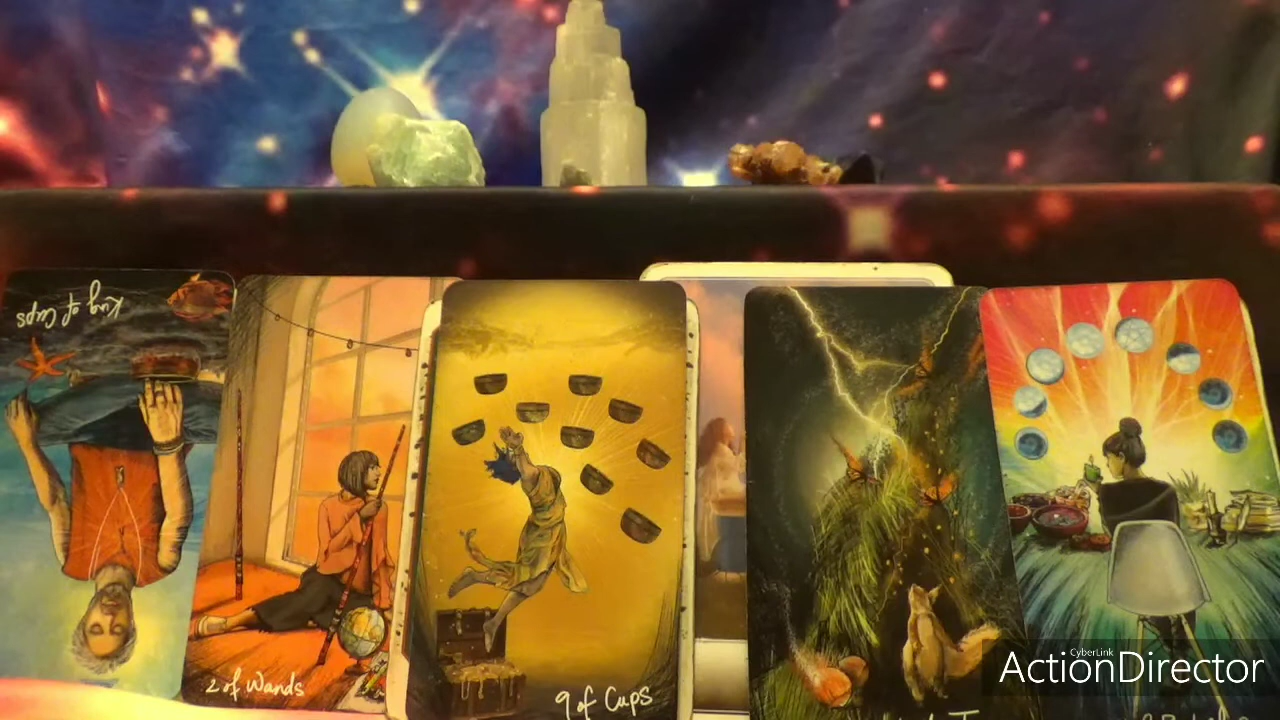 King of Cups
2 of Wands
9 of Cups
CyberLink
ActionDirector